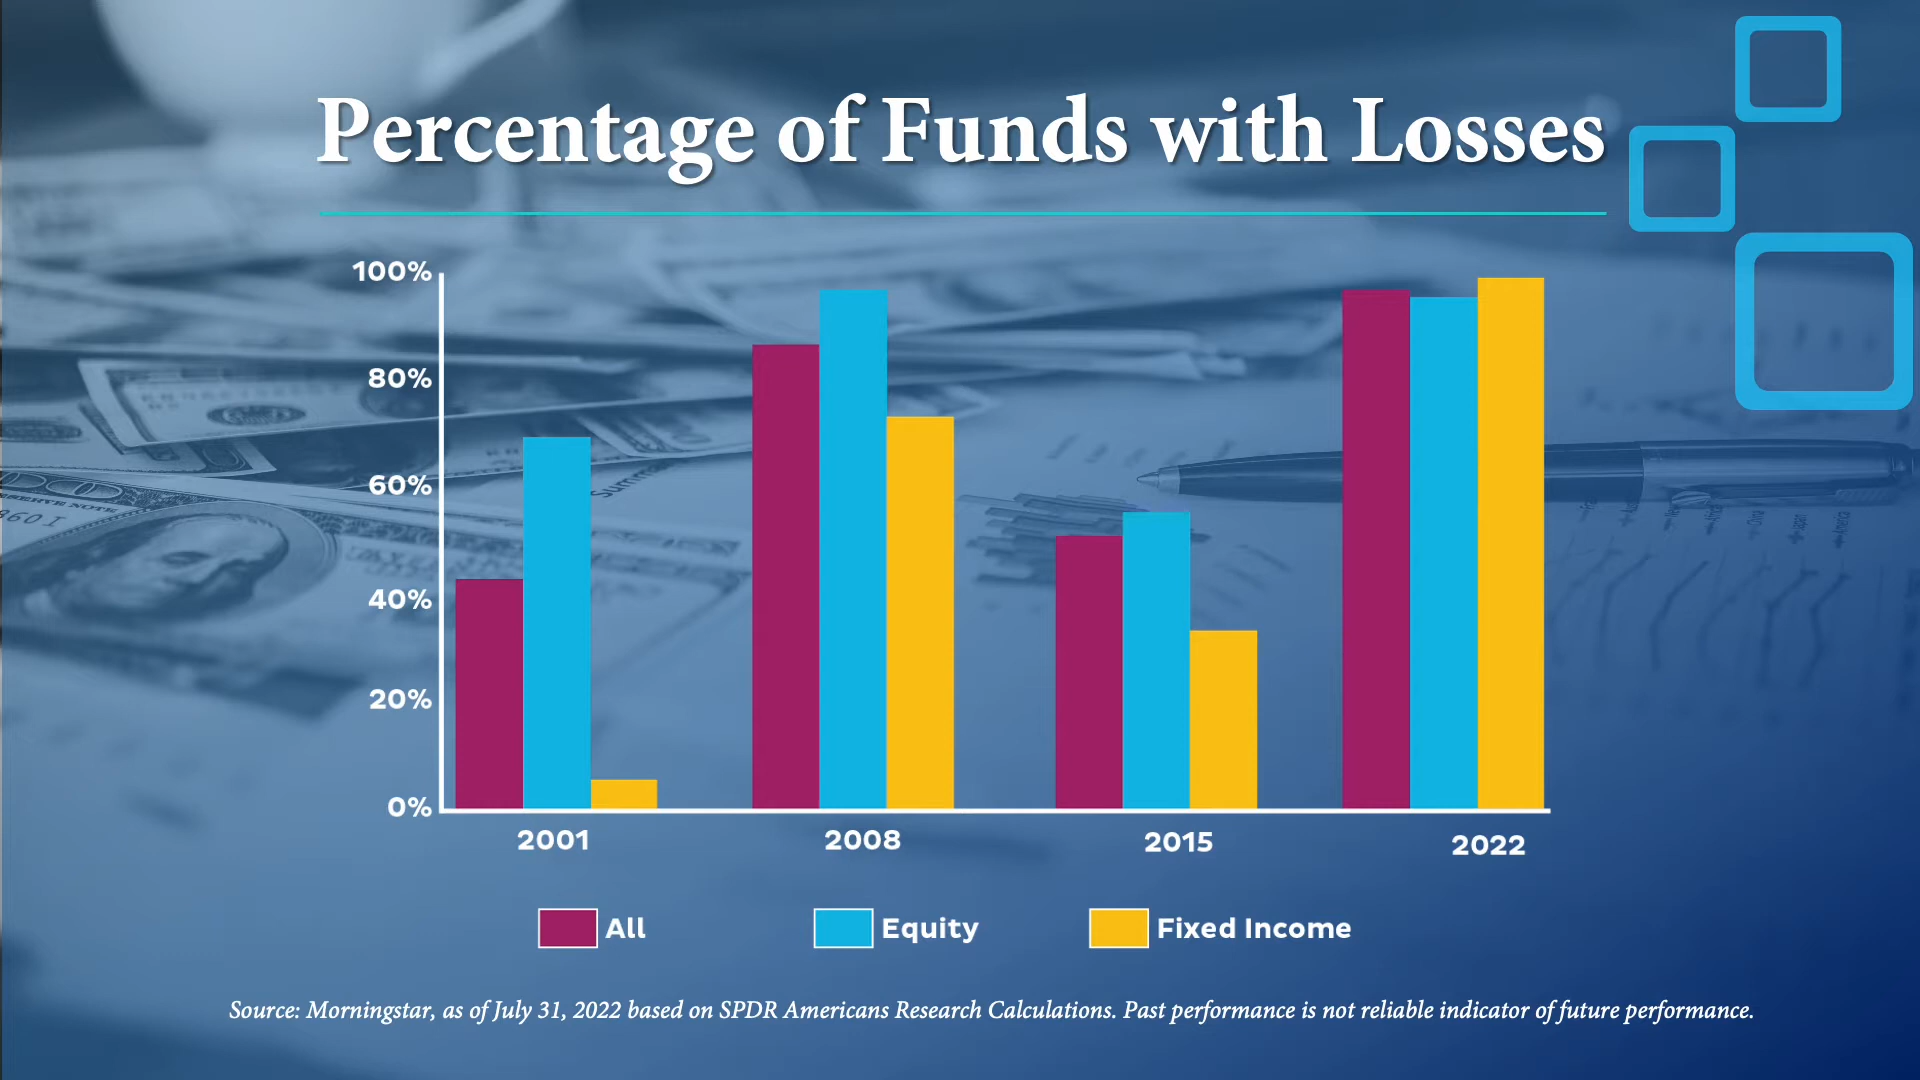 Percentage of Funds with Losses
100%
80%
60%
40%
20%
0%
2001 2008 2015 2022
All Equity Fixed Income
Source: Morningstar, as of July 31, 2022 based on SPDR Americans Research Calculations. Past performance is not reliable indicator of future performance.